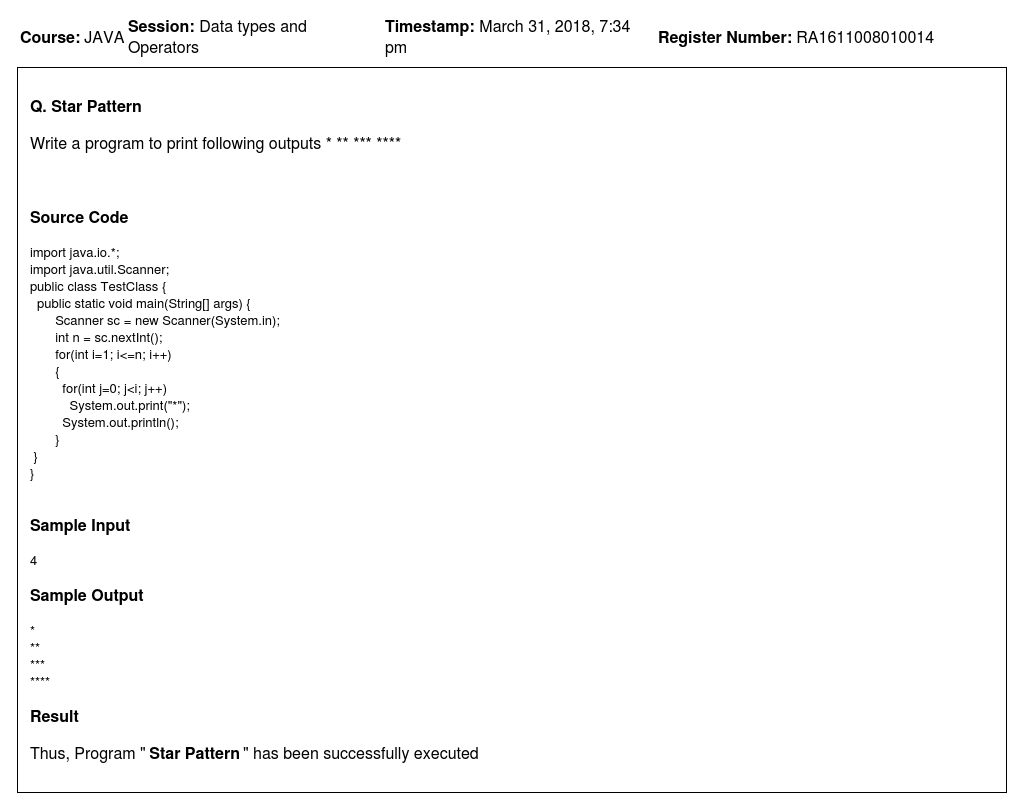 Course: JAVA Session: Data types and Operators Timestamp: March 31, 2018, 7:34 pm Register Number: RA1611008010014
Q. Star Pattern
Write a program to print following outputs * ** *** ****
Source Code
import java.io.*;
import java.util.Scanner;
public class TestClass {
  public static void main(String[] args) {
       Scanner sc = new Scanner(System.in);
       int n = sc.nextInt();
       for(int i=1; i<=n; i++)
       {
         for(int j=0; j<i; j++)
           System.out.print("*");
         System.out.println();
       }
 }
}
Sample Input
4
Sample Output
*
**
***
****
Result
Thus, Program " Star Pattern " has been successfully executed